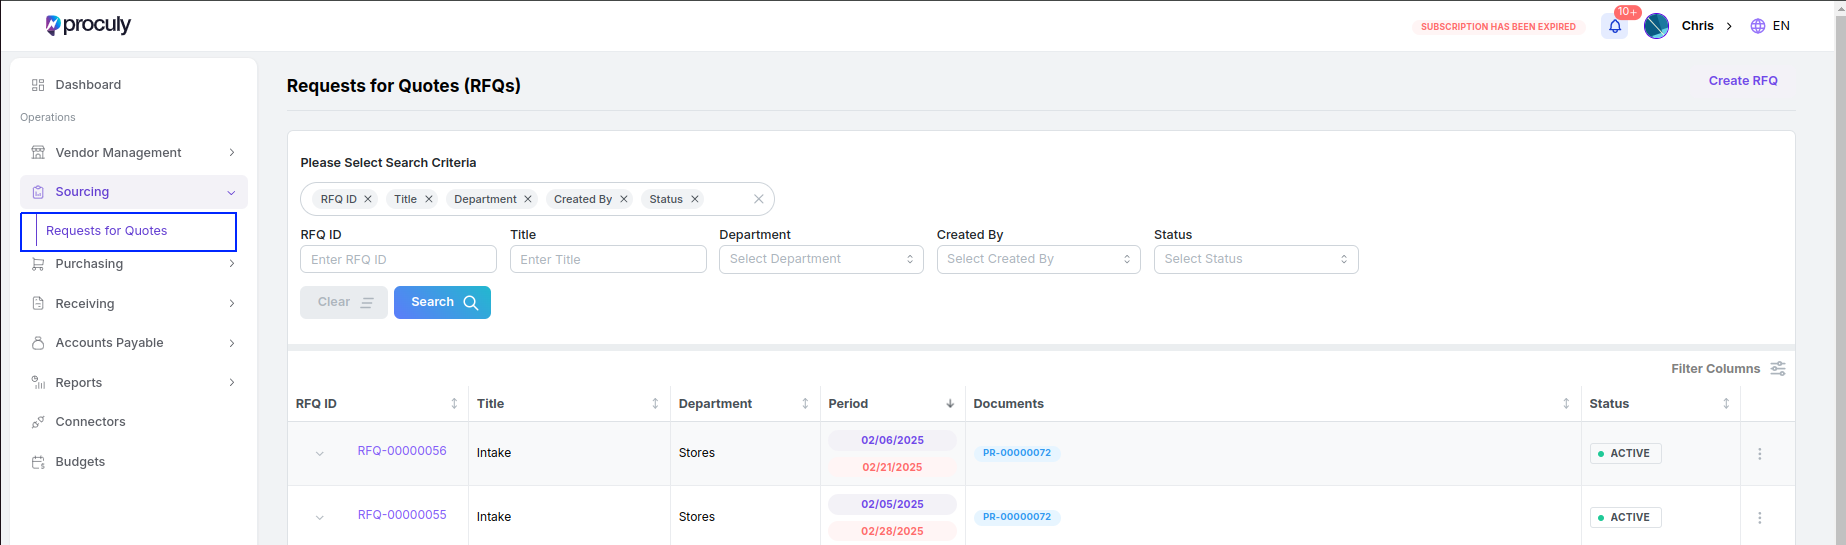 proculy
SUBSCRIPTION HAS BEEN EXPIRED
10+
Chris
EN
Dashboard
Operations
Vendor Management
Sourcing
Requests for Quotes
Purchasing
Receiving
Accounts Payable
Reports
Connectors
Budgets
Requests for Quotes (RFQs)
Create RFQ
Please Select Search Criteria
RFQ ID Title Department Created By Status
RFQ ID Title Department Created By Status
Enter RFQ ID Enter Title Select Department Select Created By Select Status
Clear Search
Filter Columns
RFQ ID Title Department Period Documents Status
RFQ-00000056 Intake Stores 02/06/2025 PR-00000072 ACTIVE
02/21/2025
RFQ-00000055 Intake Stores 02/05/2025 PR-00000072 ACTIVE
02/28/2025